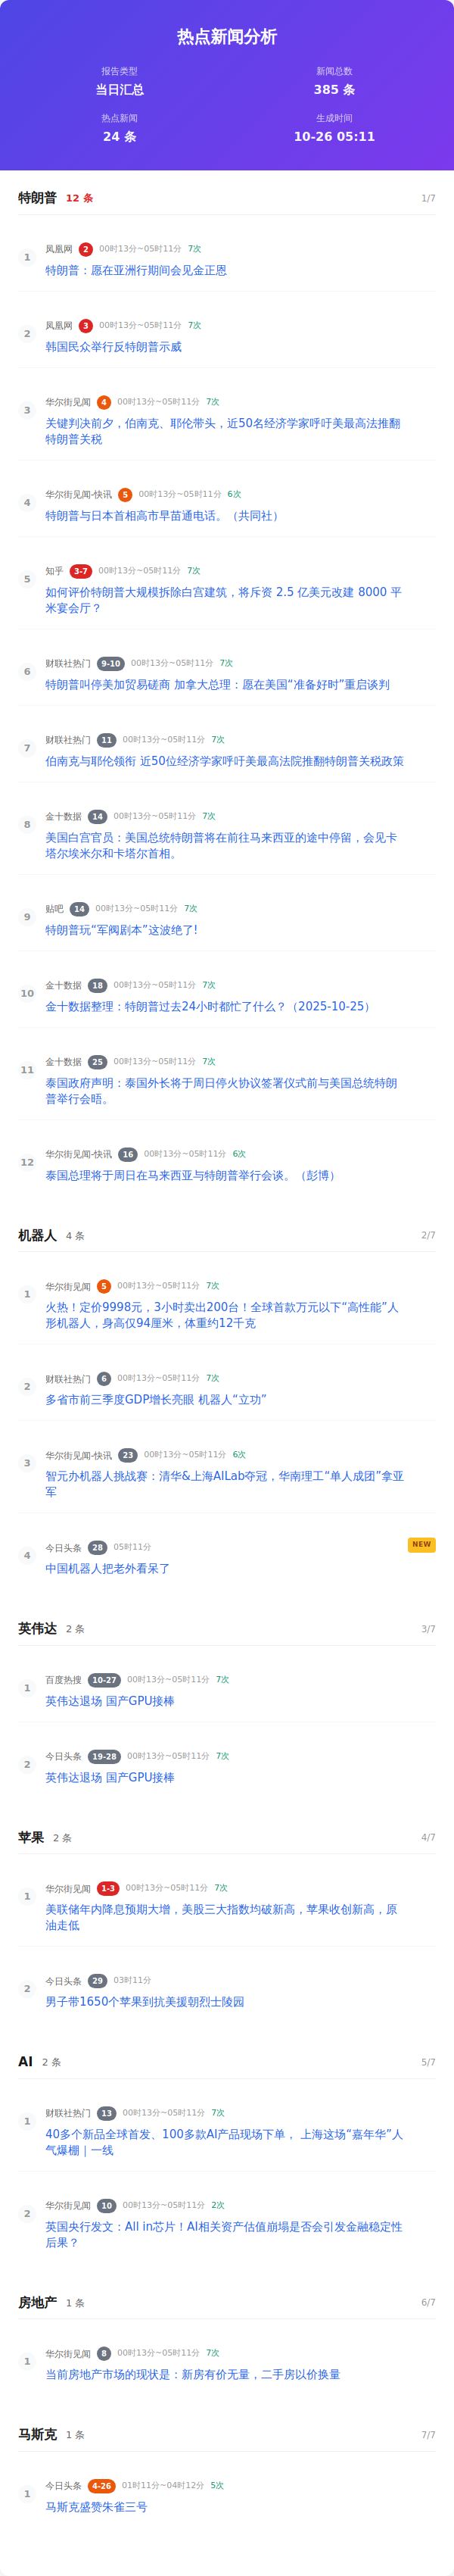 热点新闻分析
报告类型
当日汇总
新闻总数
385 条
热点新闻
24 条
生成时间
10-26 05:11
特朗普 12 条 1/7
1
凤凰网 2 00时13分~05时11分 7次
特朗普：愿在亚洲行期间会见金正恩
2
凤凰网 3 00时13分~05时11分 7次
韩国民众举行反特朗普示威
3
华尔街见闻 4 00时13分~05时11分 7次
关键判决前夕，伯南克、耶伦带头，近50名经济学家呼吁美最高法推翻
特朗普关税
4
华尔街见闻-快讯 5 00时13分~05时11分 6次
特朗普与日本首相高市早苗通电话。（共同社）
5
知乎 3-7 00时13分~05时11分 7次
如何评价特朗普大规模拆除白宫建筑，将斥资 2.5 亿美元改建 8000 平
米宴会厅？
6
财联社热门 9-10 00时13分~05时11分 7次
特朗普叫停美加贸易磋商 加拿大总理：愿在美国“准备好时”重启谈判
7
财联社热门 11 00时13分~05时11分 7次
伯南克与耶伦领衔 近50位经济学家呼吁美最高法院推翻特朗普关税政策
8
金十数据 14 00时13分~05时11分 7次
美国白宫官员：美国总统特朗普将在前往马来西亚的途中停留，会见卡
塔尔埃米尔和卡塔尔首相。
9
贴吧 14 00时13分~05时11分 7次
特朗普玩“军阀剧本”这波绝了!
10
金十数据 18 00时13分~05时11分 7次
金十数据整理：特朗普过去24小时都忙了什么？（2025-10-25）
11
金十数据 25 00时13分~05时11分 7次
泰国政府声明：泰国外长将于周日停火协议签署仪式前与美国总统特朗
普举行会晤。
12
华尔街见闻-快讯 16 00时13分~05时11分 6次
泰国总理将于周日在马来西亚与特朗普举行会谈。（彭博）
机器人 4 条 2/7
1
华尔街见闻 5 00时13分~05时11分 7次
火热！定价9998元，3小时卖出200台！全球首款万元以下“高性能”人
形机器人，身高仅94厘米，体重约12千克
2
财联社热门 6 00时13分~05时11分 7次
多省市前三季度GDP增长亮眼 机器人“立功”
3
华尔街见闻-快讯 23 00时13分~05时11分 6次
智元办机器人挑战赛：清华&上海AILab夺冠，华南理工“单人成团”拿亚
军
4
今日头条 28 05时11分 NEW
中国机器人把老外看呆了
英伟达 2 条 3/7
1
百度热搜 10-27 00时13分~05时11分 7次
英伟达退场 国产GPU接棒
2
今日头条 19-28 00时13分~05时11分 7次
英伟达退场 国产GPU接棒
苹果 2 条 4/7
1
华尔街见闻 1-3 00时13分~05时11分 7次
美联储年内降息预期大增，美股三大指数均破新高，苹果收创新高，原
油走低
2
今日头条 29 03时11分
男子带1650个苹果到抗美援朝烈士陵园
AI 2 条 5/7
1
财联社热门 13 00时13分~05时11分 7次
40多个新品全球首发、100多款AI产品现场下单， 上海这场“嘉年华”人
气爆棚｜一线
2
华尔街见闻 10 00时13分~05时11分 2次
英国央行发文：All in芯片！AI相关资产估值崩塌是否会引发金融稳定性
后果？
房地产 1 条 6/7
1
华尔街见闻 8 00时13分~05时11分 7次
当前房地产市场的现状是：新房有价无量，二手房以价换量
马斯克 1 条 7/7
1
今日头条 4-26 01时11分~04时12分 5次
马斯克盛赞朱雀三号